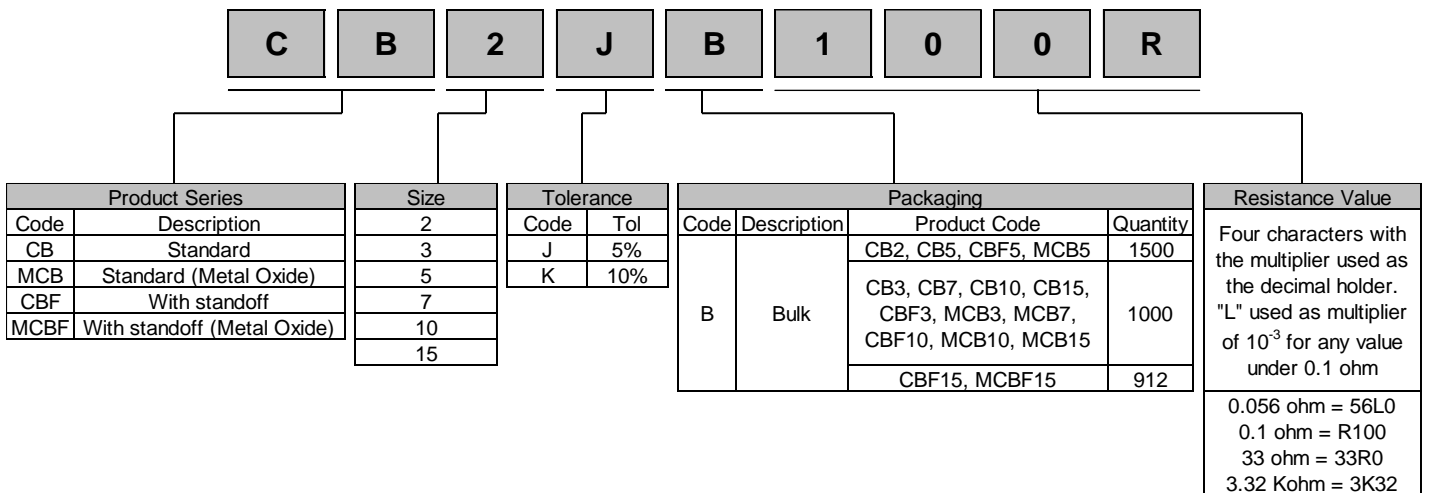 C B 2 J B 1 0 0 R
Product Series
Code Description
CB Standard
MCB Standard (Metal Oxide)
CBF With standoff
MCBF With standoff (Metal Oxide)
Size
2
3
5
7
10
15
Tolerance
Code Tol
J 5%
K 10%
Packaging
Code Description Product Code Quantity
B Bulk
CB2, CB5, CBF5, MCB5 1500
CB3, CB7, CB10, CB15,
CBF3, MCB3, MCB7,
CBF10, MCB10, MCB15
1000
CBF15, MCBF15 912
Resistance Value
Four characters with
the multiplier used as
the decimal holder.
"L" used as multiplier
of 10⁻³ for any value
under 0.1 ohm
0.056 ohm = 56L0
0.1 ohm = R100
33 ohm = 33R0
3.32 Kohm = 3K32